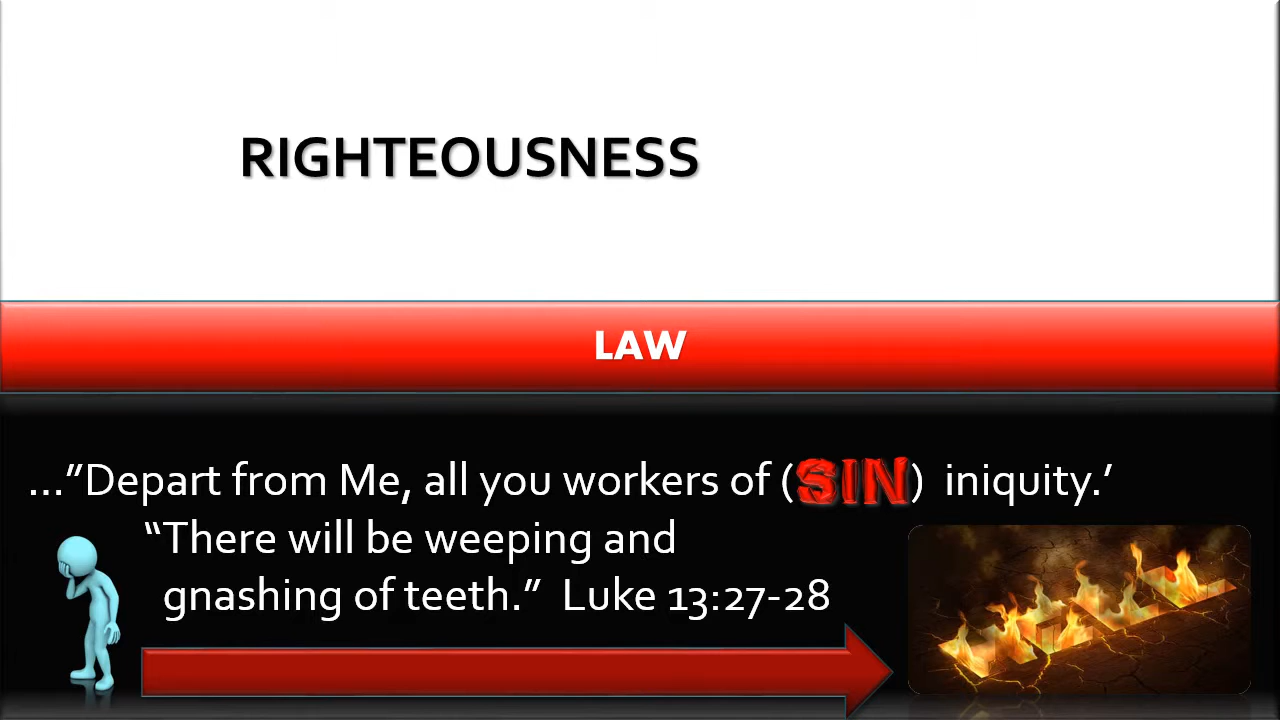 RIGHTEOUSNESS
LAW
..."Depart from Me, all you workers of (SIN) iniquity.’
“There will be weeping and
gnashing of teeth.” Luke 13:27-28
HELL